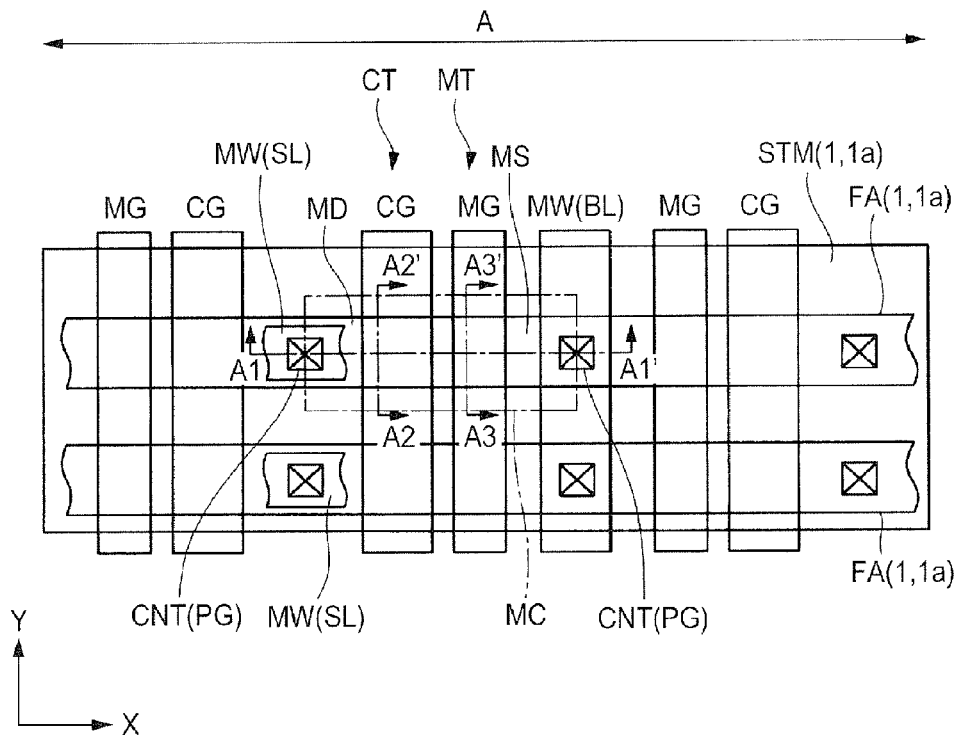 A
CT MT
MW(SL) MS STM(1,1a)
MG CG MD CG MG MW(BL) MG CG FA(1,1a)
A2' A3'
A1 A1'
A2 A3
CNT(PG) MW(SL) MC CNT(PG) FA(1,1a)
Y
X